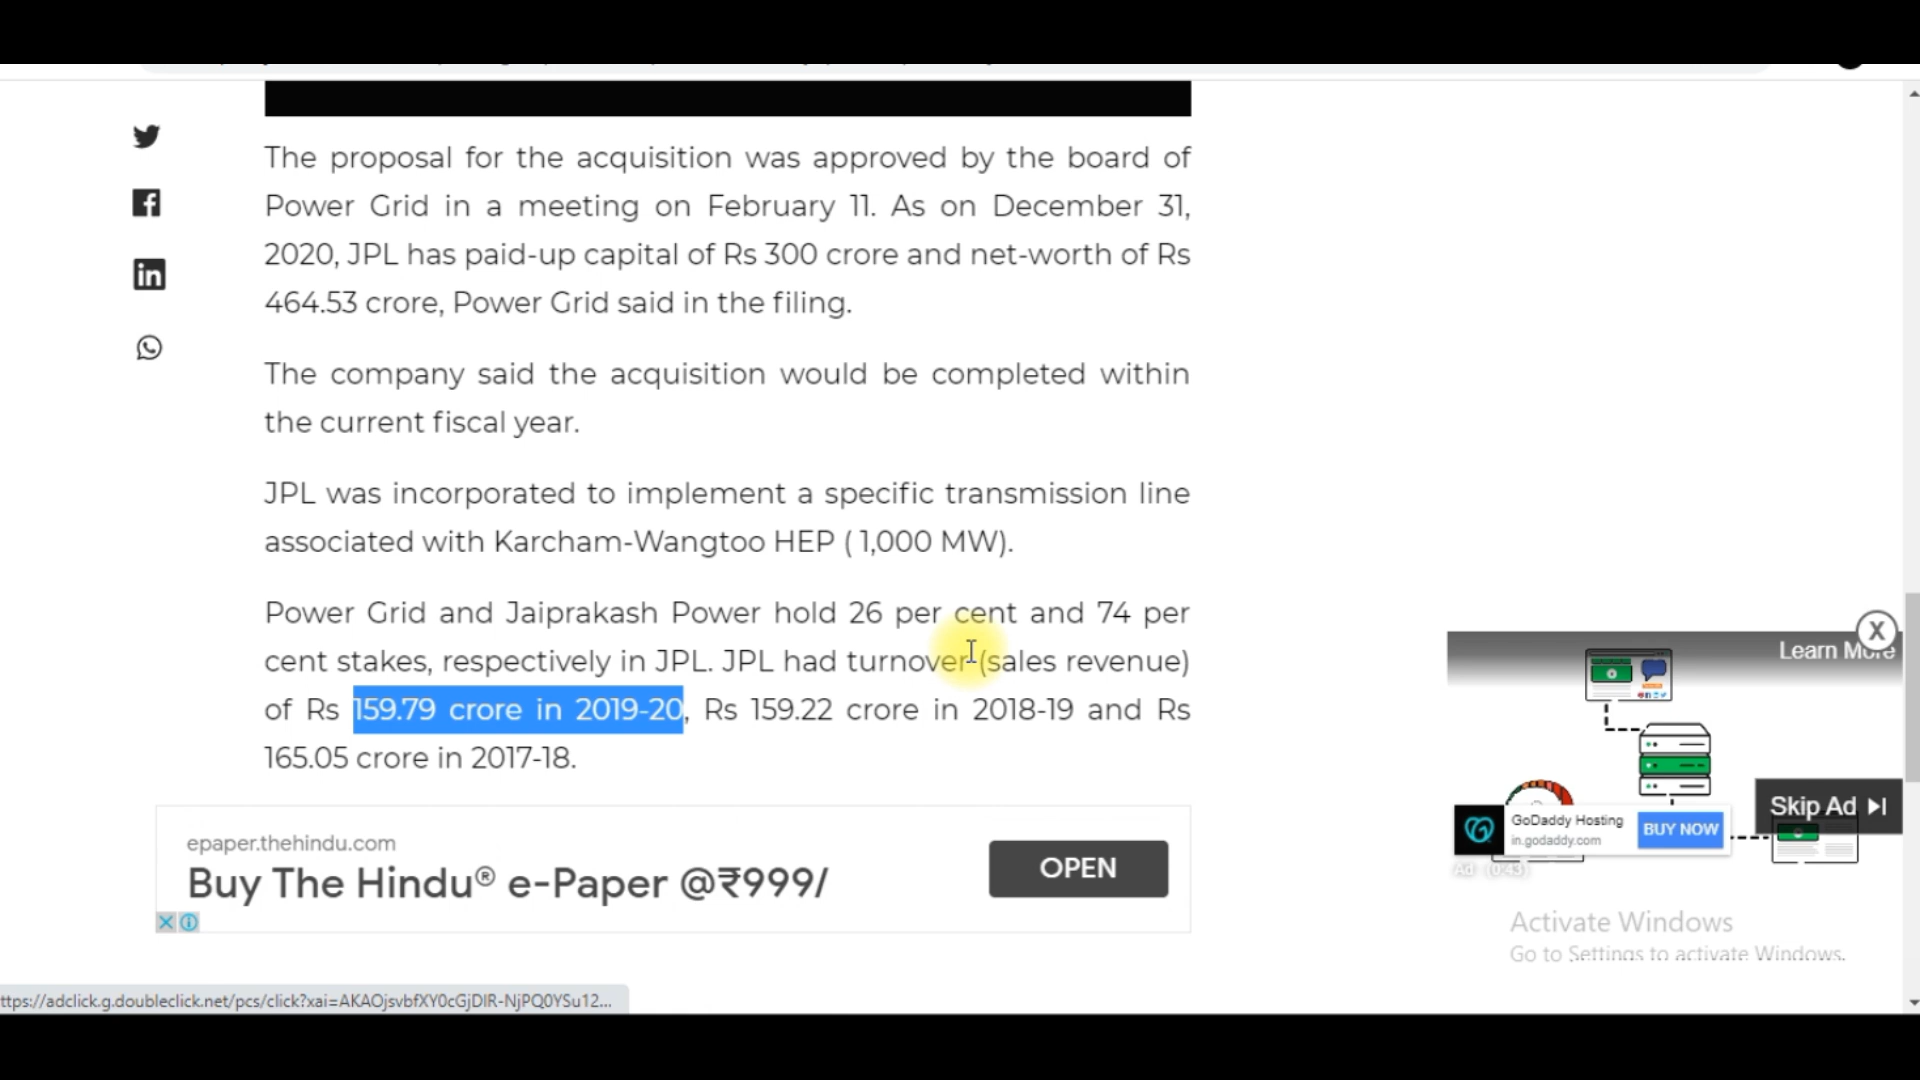 The proposal for the acquisition was approved by the board of
Power Grid in a meeting on February 11. As on December 31,
2020, JPL has paid-up capital of Rs 300 crore and net-worth of Rs
464.53 crore, Power Grid said in the filing.
The company said the acquisition would be completed within
the current fiscal year.
JPL was incorporated to implement a specific transmission line
associated with Karcham-Wangtoo HEP ( 1,000 MW).
Power Grid and Jaiprakash Power hold 26 per cent and 74 per
cent stakes, respectively in JPL. JPL had turnover (sales revenue)
of Rs 159.79 crore in 2019-20, Rs 159.22 crore in 2018-19 and Rs
165.05 crore in 2017-18.
epaper.thehindu.com
Buy The Hindu® e-Paper @₹999/
OPEN
X
Learn More
Skip Ad
GoDaddy Hosting
in.godaddy.com
BUY NOW
Ad (0:43)
Activate Windows
Go to Settings to activate Windows.
ttps://adclick.g.doubleclick.net/pcs/click?xai=AKAOjsvbfXY0cGjDIR-NjPQ0YSu12...